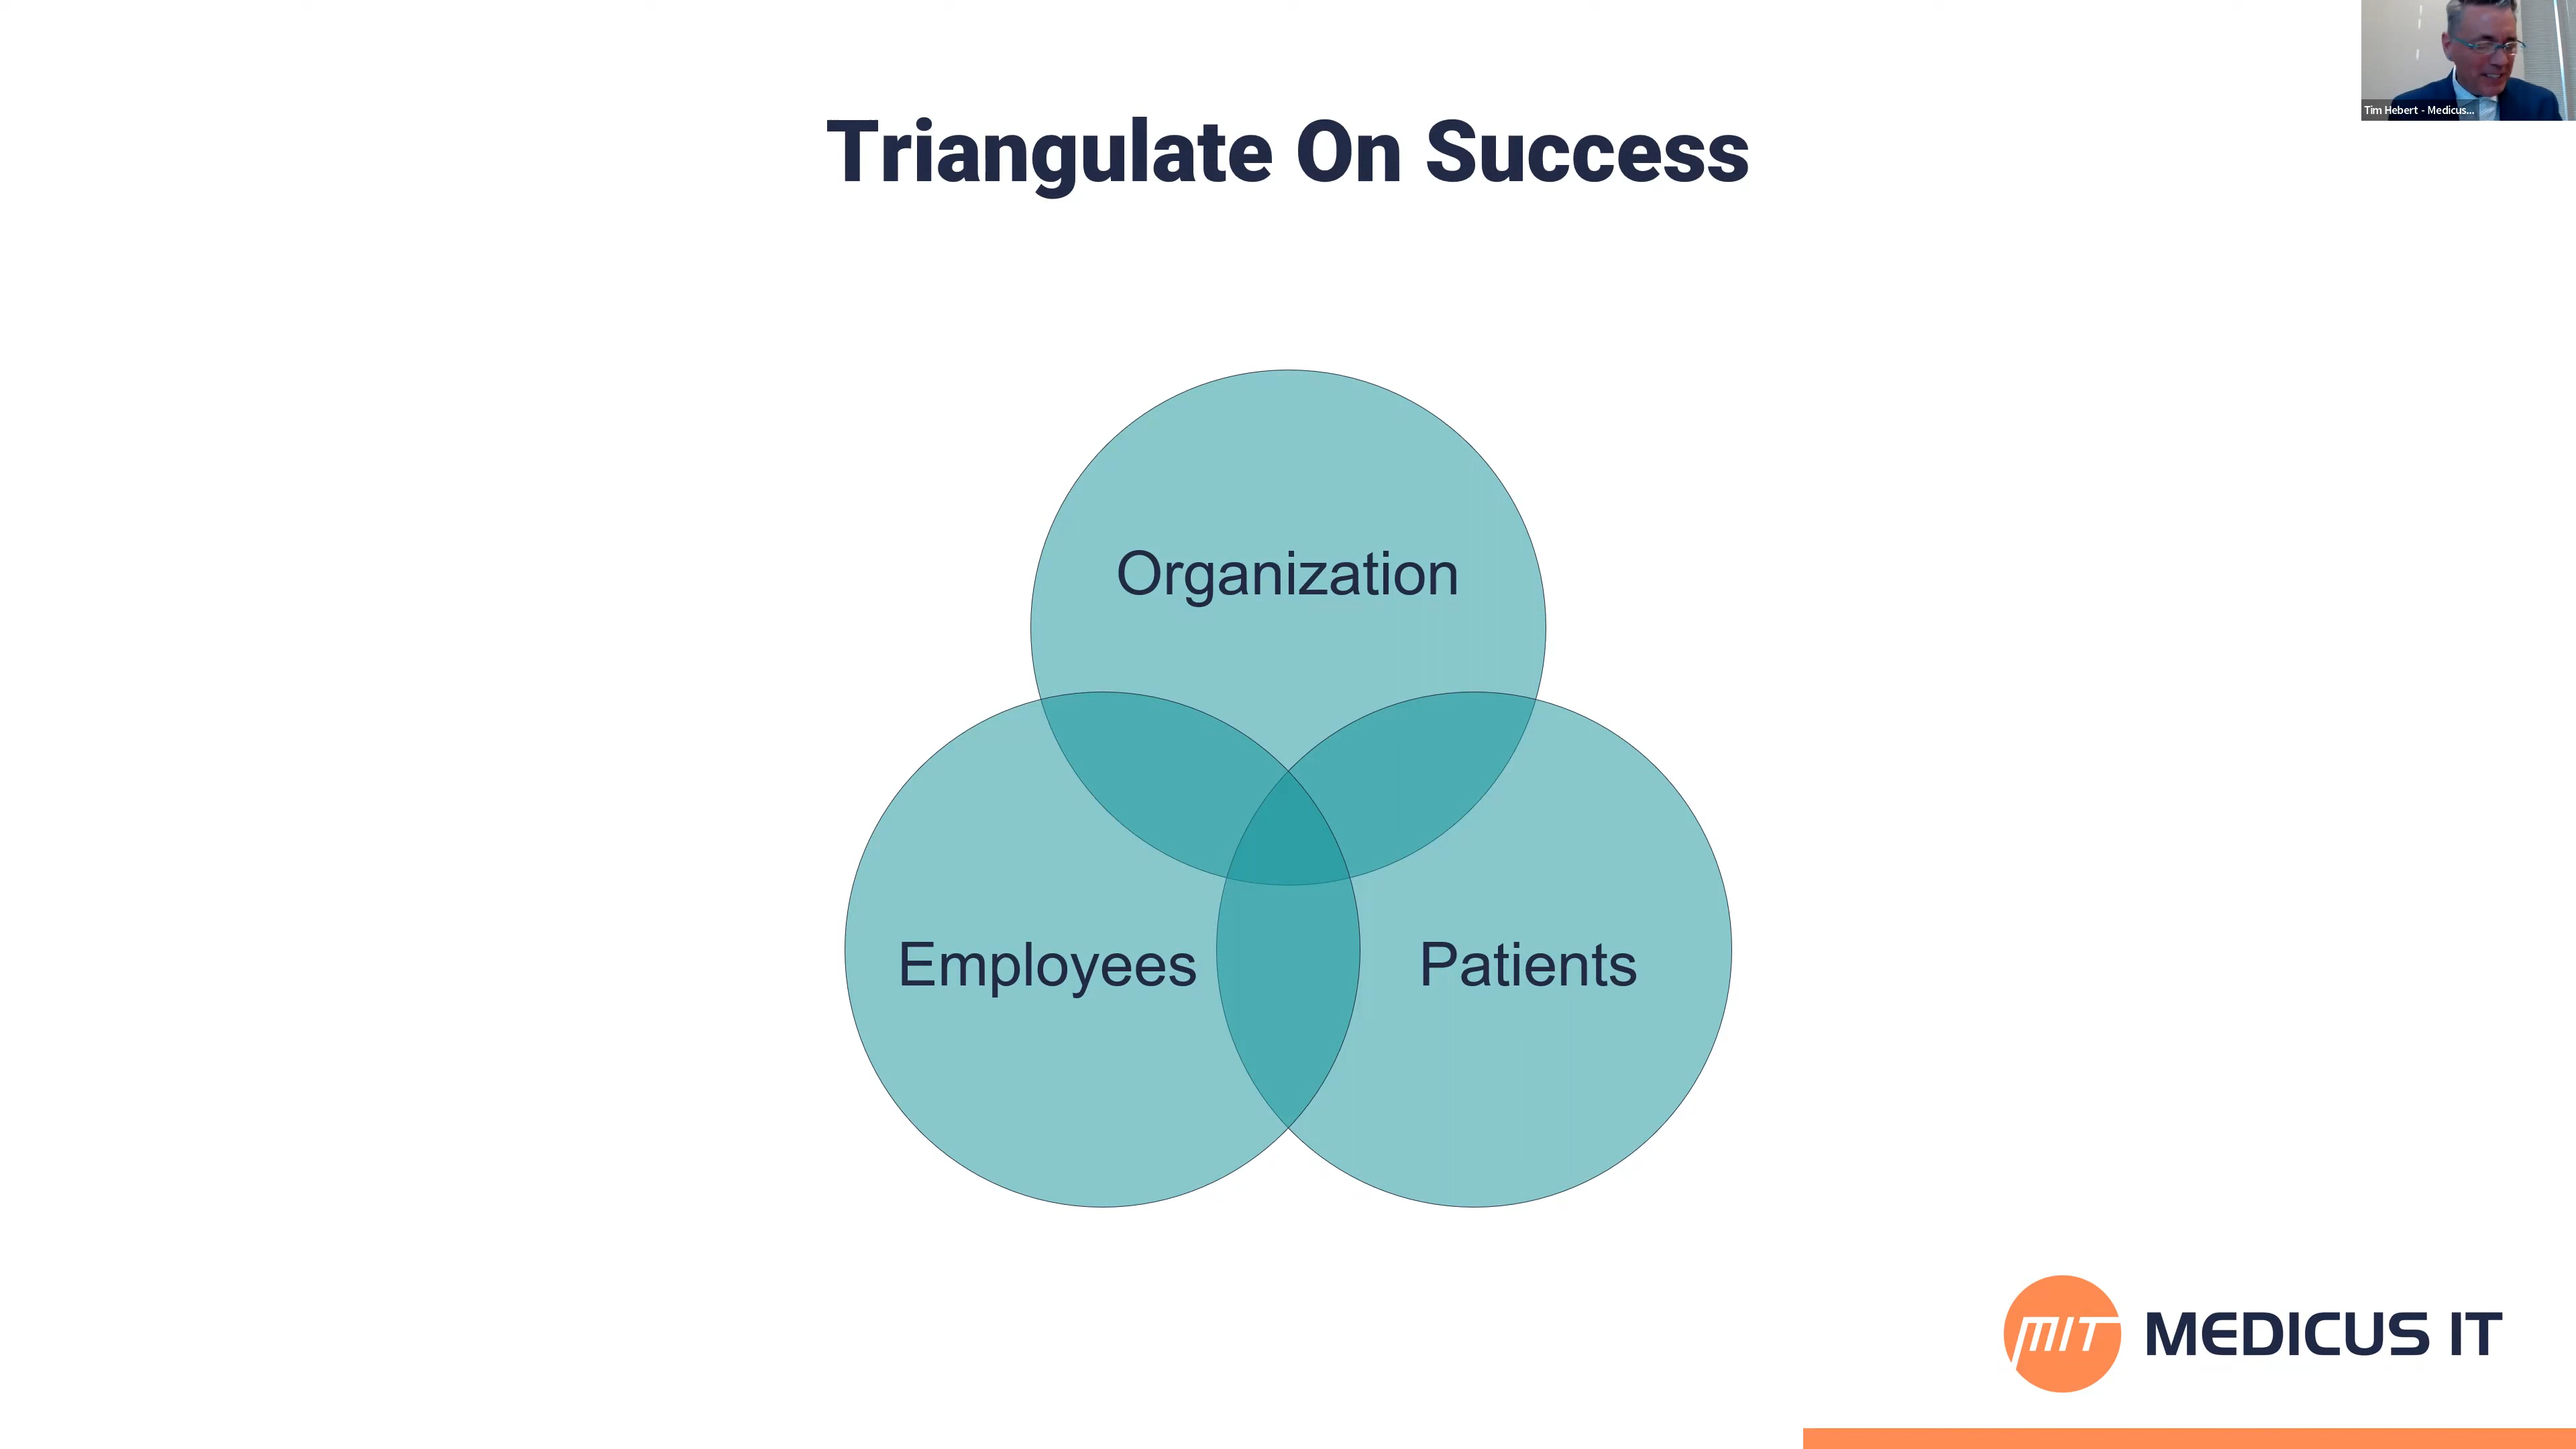 Tim Hebert - Medicus...
Triangulate On Success
Organization
Employees
Patients
MIT
MEDICUS IT